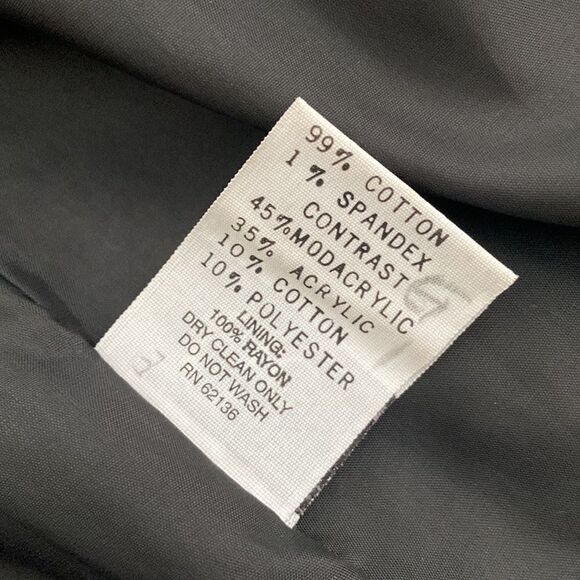 99% COTTON
1% SPANDEX
CONTRAST
45% MODACRYLIC
35% ACRYLIC
10% COTTON
10% POLYESTER
LINING:
100% RAYON
DRY CLEAN ONLY
DO NOT WASH
RN 62136